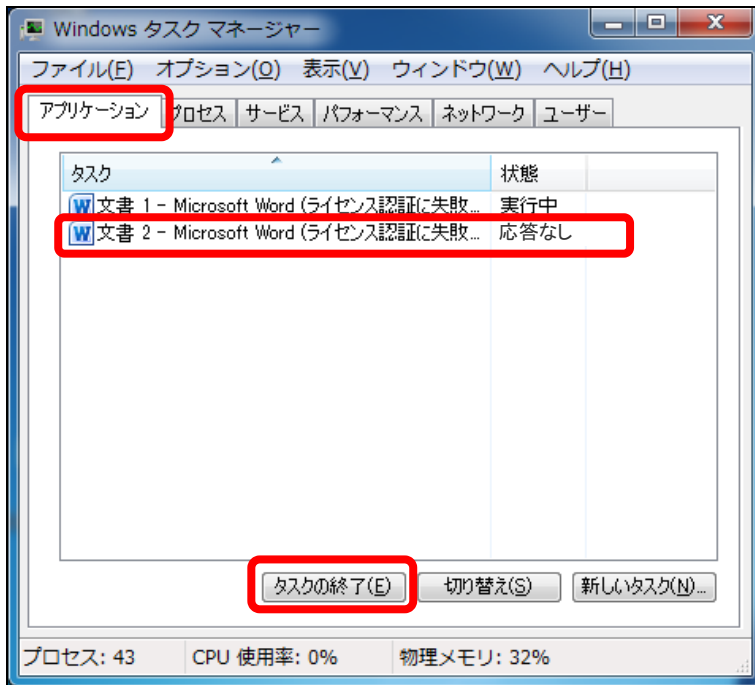 Windows タスク マネージャー
ファイル(F) オプション(O) 表示(V) ウィンドウ(W) ヘルプ(H)
アプリケーション プロセス サービス パフォーマンス ネットワーク ユーザー
タスク 状態
文書 1 - Microsoft Word (ライセンス認証に失敗... 実行中
文書 2 - Microsoft Word (ライセンス認証に失敗... 応答なし
タスクの終了(E) 切り替え(S) 新しいタスク(N)...
プロセス: 43 CPU 使用率: 0% 物理メモリ: 32%